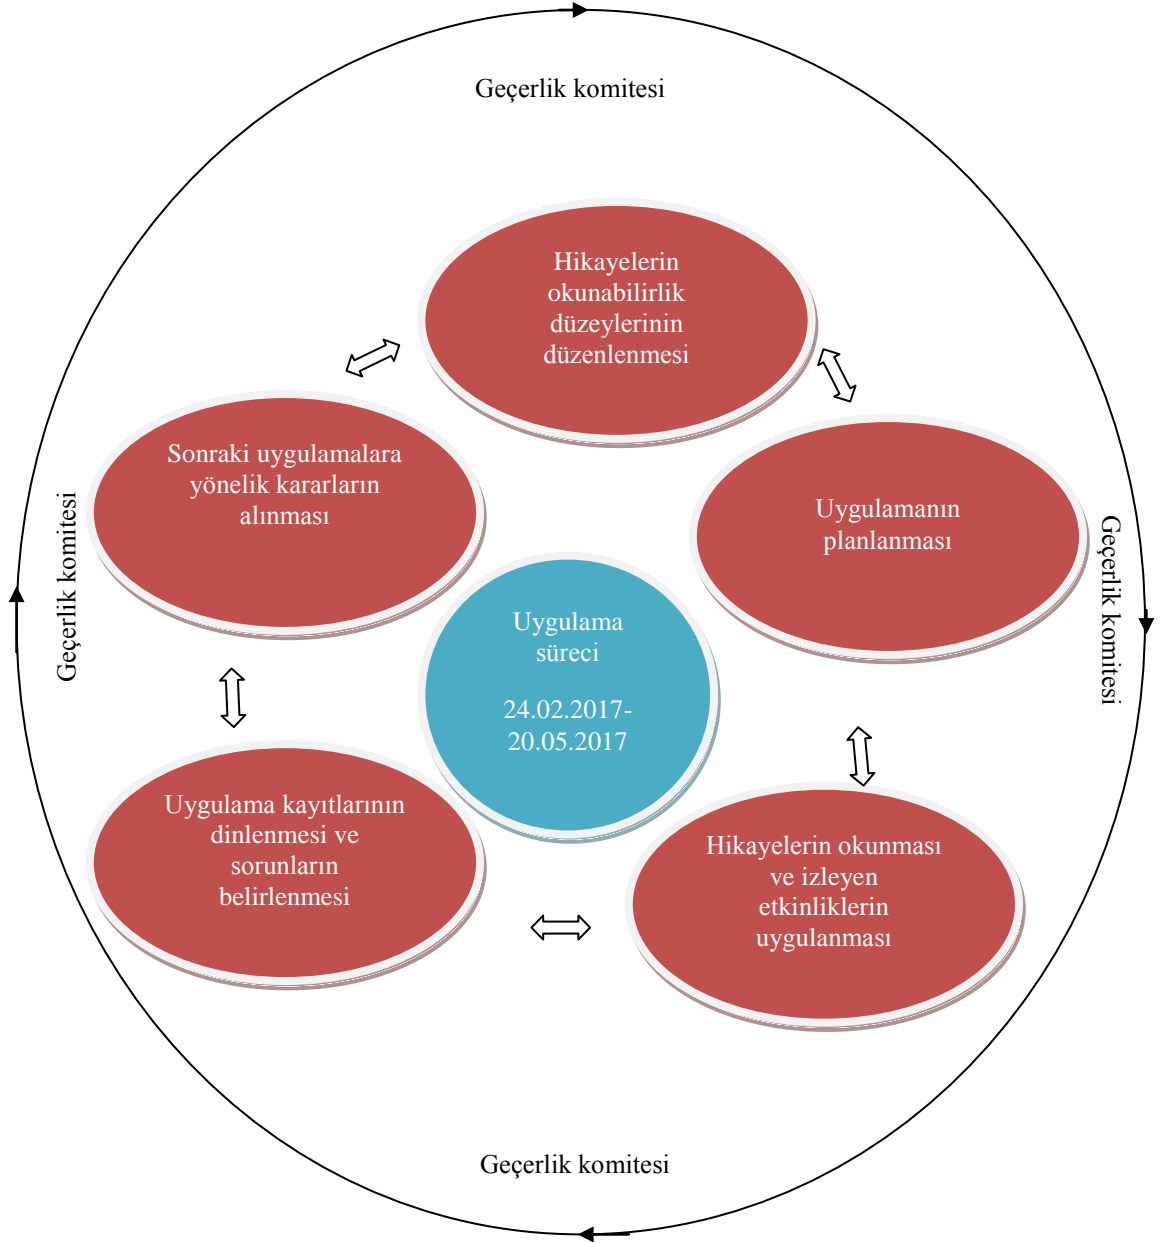 Geçerlik komitesi
Hikayelerin
okunabilirlik
düzeylerinin
düzenlenmesi
Sonraki uygulamalara
yönelik kararların
alınması
Uygulamanın
planlanması
Geçerlik komitesi
Geçerlik komitesi
Uygulama
süreci
24.02.2017-
20.05.2017
Uygulama kayıtlarının
dinlenmesi ve
sorunların
belirlenmesi
Hikayelerin okunması
ve izleyen
etkinliklerin
uygulanması
Geçerlik komitesi